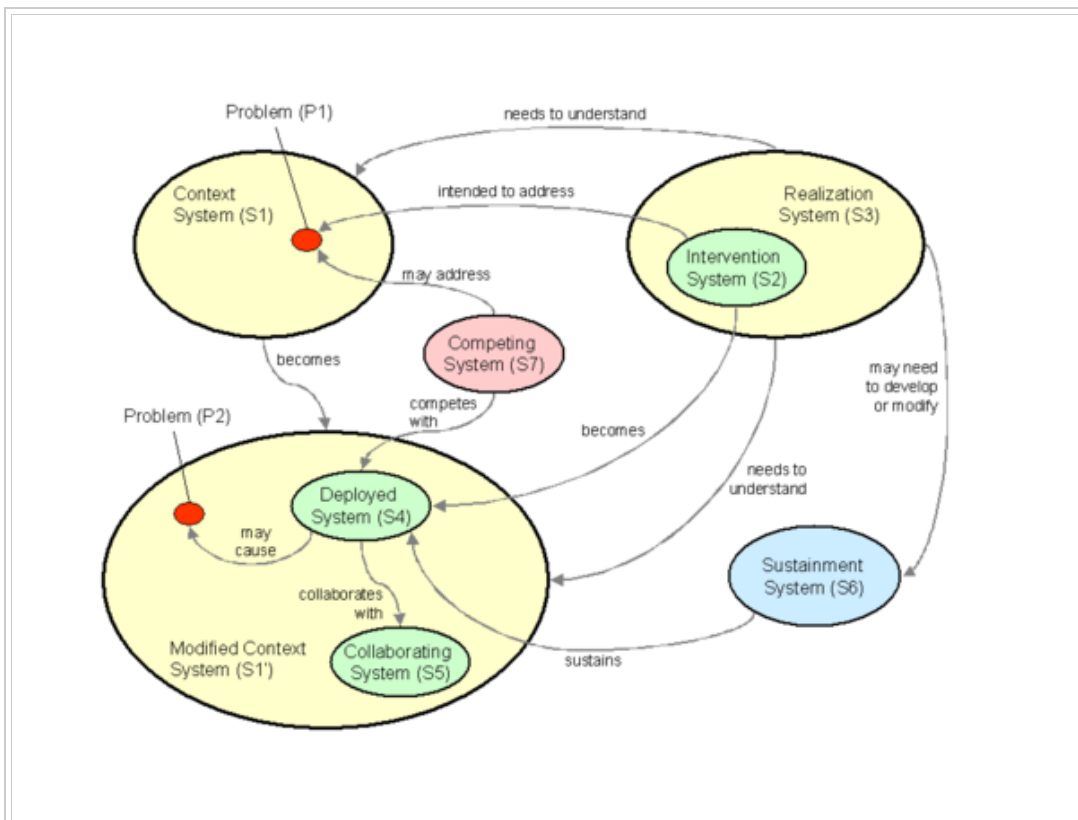 Problem (P1)
needs to understand
Context
System (S1)
intended to address
Realization
System (S3)
Intervention
System (S2)
may address
Competing
System (S7)
becomes
may need
to develop
or modify
competes
with
Problem (P2)
becomes
needs to
understand
Deployed
System (S4)
may
cause
Sustainment
System (S6)
collaborates
with
Modified Context
System (S1')
Collaborating
System (S5)
sustains